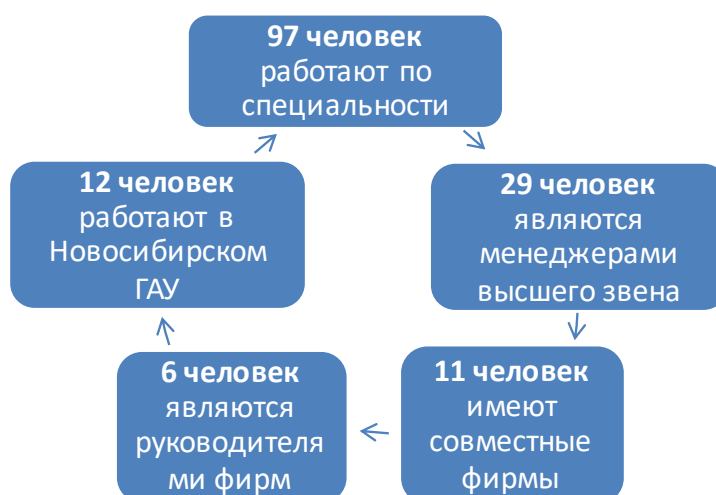 97 человек
работают по
специальности
29 человек
являются
менеджерами
высшего звена
11 человек
имеют
совместные
фирмы
6 человек
являются
руководителя
ми фирм
12 человек
работают в
Новосибирском
ГАУ